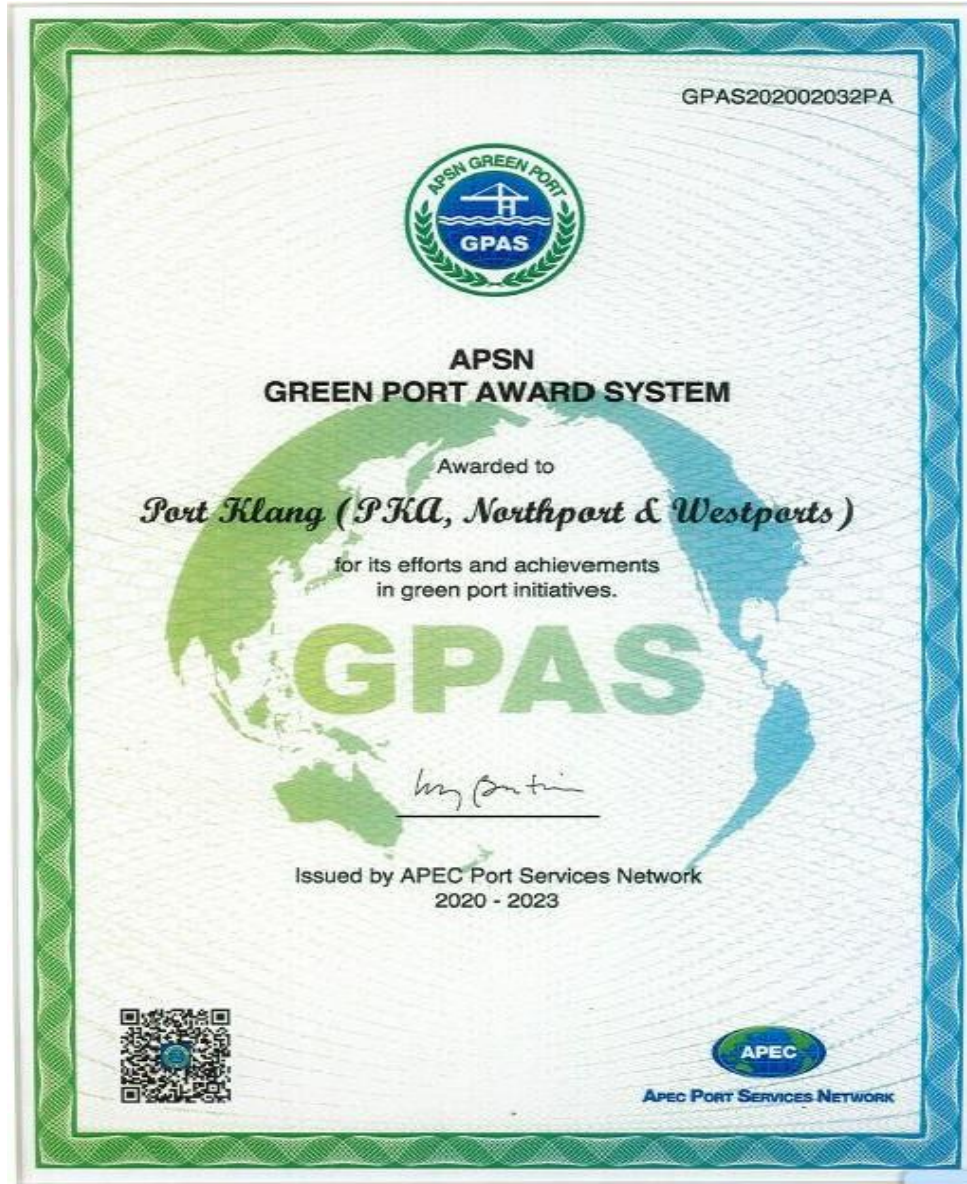 GPAS202002032PA
APSN GREEN PORT
GPAS
APSN
GREEN PORT AWARD SYSTEM
Awarded to
Port Klang (PKA, Northport & Westports)
for its efforts and achievements
in green port initiatives.
GPAS
Issued by APEC Port Services Network
2020 - 2023
APEC
APEC PORT SERVICES NETWORK